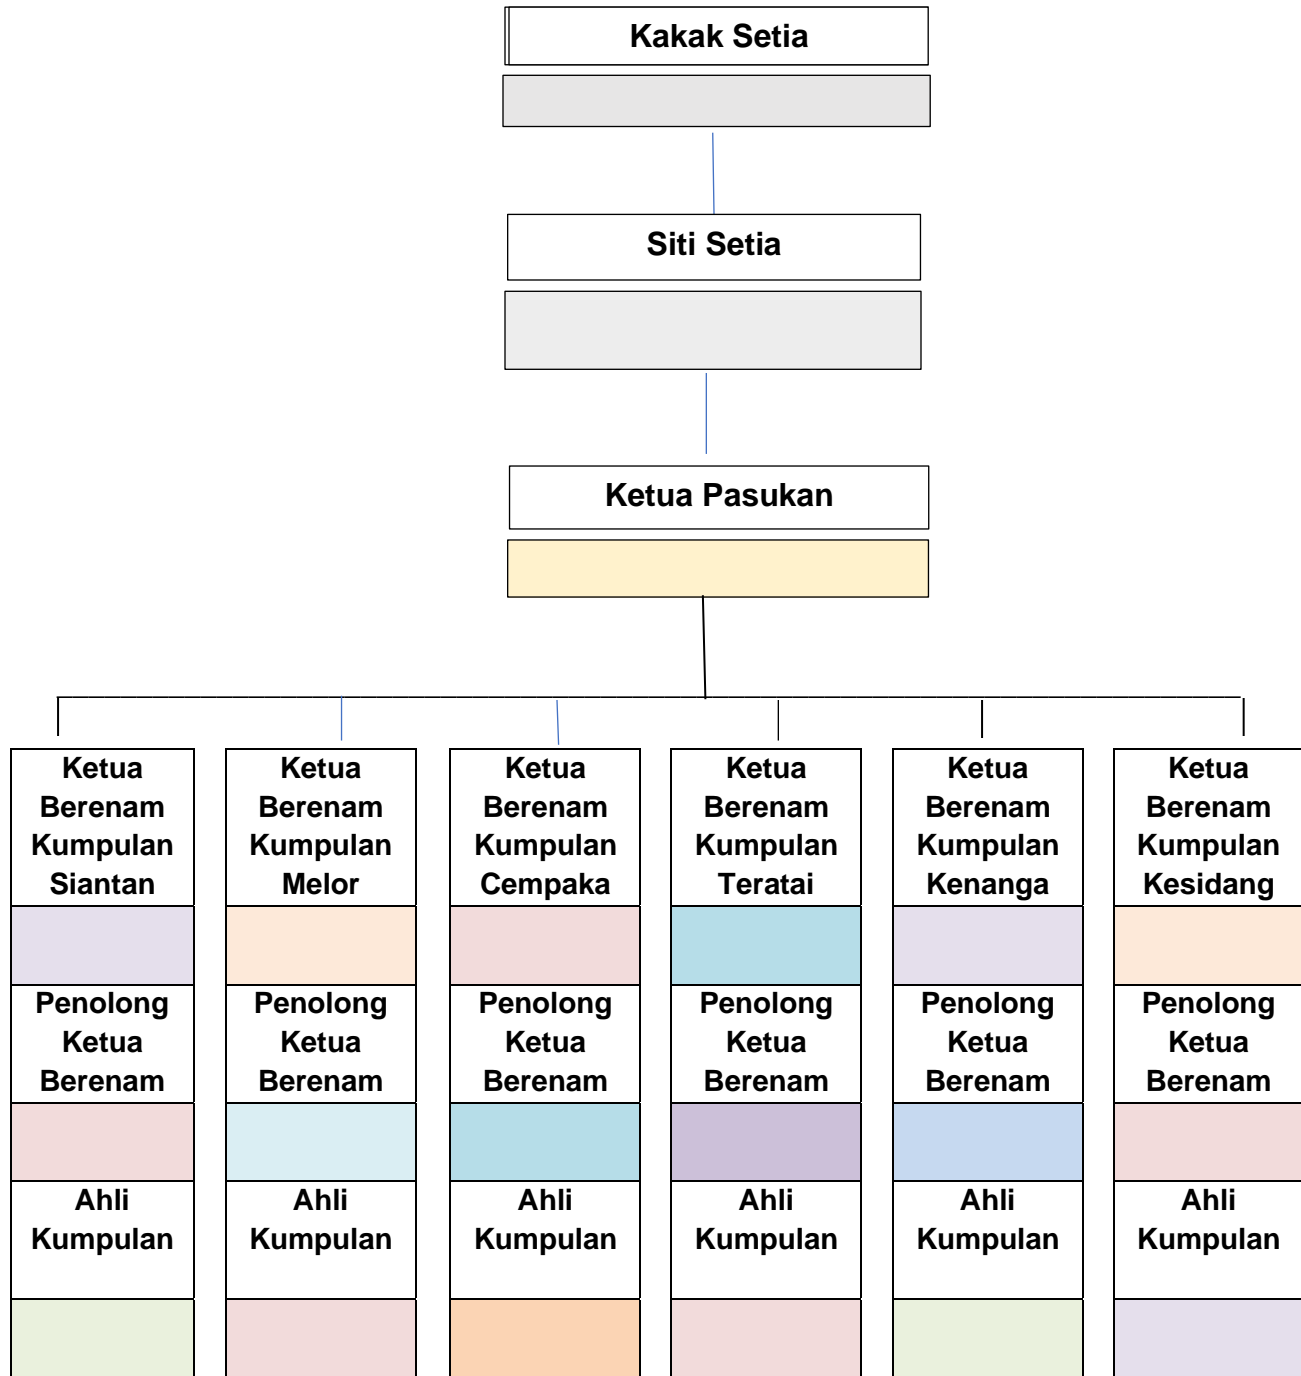 Kakak Setia
Siti Setia
Ketua Pasukan
Ketua
Berenam
Kumpulan
Siantan
Penolong
Ketua
Berenam
Ahli
Kumpulan
Ketua
Berenam
Kumpulan
Melor
Penolong
Ketua
Berenam
Ahli
Kumpulan
Ketua
Berenam
Kumpulan
Cempaka
Penolong
Ketua
Berenam
Ahli
Kumpulan
Ketua
Berenam
Kumpulan
Teratai
Penolong
Ketua
Berenam
Ahli
Kumpulan
Ketua
Berenam
Kumpulan
Kenanga
Penolong
Ketua
Berenam
Ahli
Kumpulan
Ketua
Berenam
Kumpulan
Kesidang
Penolong
Ketua
Berenam
Ahli
Kumpulan